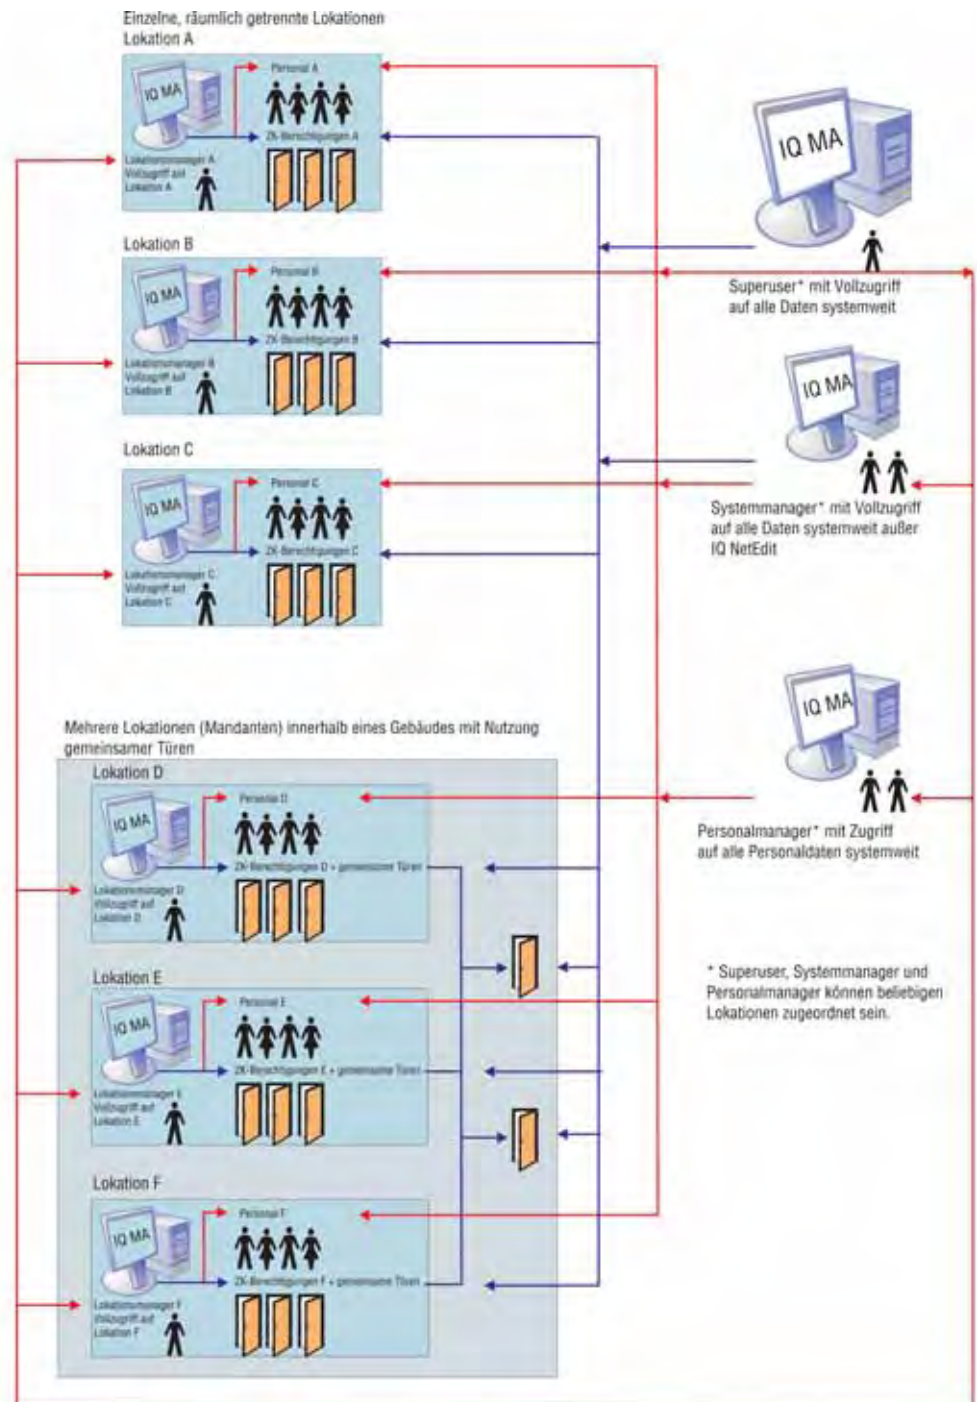 Einzelne, räumlich getrennte Lokationen
Lokation A
IQ MA
Personal A
ZK-Berechtigungen A
Lokationsmanager A
Vollzugriff auf
Lokation A
Lokation B
IQ MA
Personal B
ZK-Berechtigungen B
Lokationsmanager B
Vollzugriff auf
Lokation B
Lokation C
IQ MA
Personal C
ZK-Berechtigungen C
Lokationsmanager C
Vollzugriff auf
Lokation C
IQ MA
Superuser* mit Vollzugriff
auf alle Daten systemweit
IQ MA
Systemmanager* mit Vollzugriff
auf alle Daten systemweit außer
IQ NetEdit
IQ MA
Personalmanager* mit Zugriff
auf alle Personaldaten systemweit
* Superuser, Systemmanager und
Personalmanager können beliebigen
Lokationen zugeordnet sein.
Mehrere Lokationen (Mandanten) innerhalb eines Gebäudes mit Nutzung
gemeinsamer Türen
Lokation D
IQ MA
Personal D
ZK-Berechtigungen D + gemeinsame Türen
Lokationsmanager D
Vollzugriff auf
Lokation D
Lokation E
IQ MA
Personal E
ZK-Berechtigungen E + gemeinsame Türen
Lokationsmanager E
Vollzugriff auf
Lokation E
Lokation F
IQ MA
Personal F
ZK-Berechtigungen F + gemeinsame Türen
Lokationsmanager F
Vollzugriff auf
Lokation F